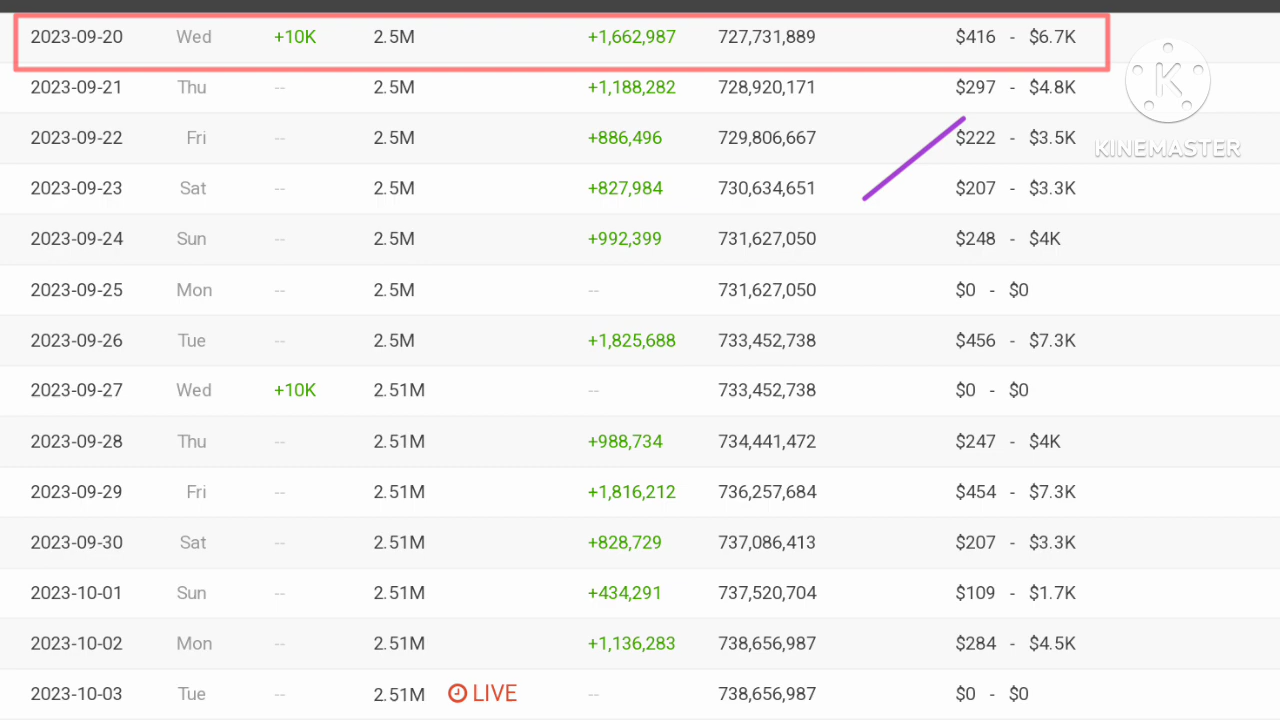 2023-09-20 Wed +10K 2.5M +1,662,987 727,731,889 $416 - $6.7K
2023-09-21 Thu -- 2.5M +1,188,282 728,920,171 $297 - $4.8K
2023-09-22 Fri -- 2.5M +886,496 729,806,667 $222 - $3.5K
KINEMASTER
2023-09-23 Sat -- 2.5M +827,984 730,634,651 $207 - $3.3K
2023-09-24 Sun -- 2.5M +992,399 731,627,050 $248 - $4K
2023-09-25 Mon -- 2.5M -- 731,627,050 $0 - $0
2023-09-26 Tue -- 2.5M +1,825,688 733,452,738 $456 - $7.3K
2023-09-27 Wed +10K 2.51M -- 733,452,738 $0 - $0
2023-09-28 Thu -- 2.51M +988,734 734,441,472 $247 - $4K
2023-09-29 Fri -- 2.51M +1,816,212 736,257,684 $454 - $7.3K
2023-09-30 Sat -- 2.51M +828,729 737,086,413 $207 - $3.3K
2023-10-01 Sun -- 2.51M +434,291 737,520,704 $109 - $1.7K
2023-10-02 Mon -- 2.51M +1,136,283 738,656,987 $284 - $4.5K
2023-10-03 Tue -- 2.51M LIVE -- 738,656,987 $0 - $0